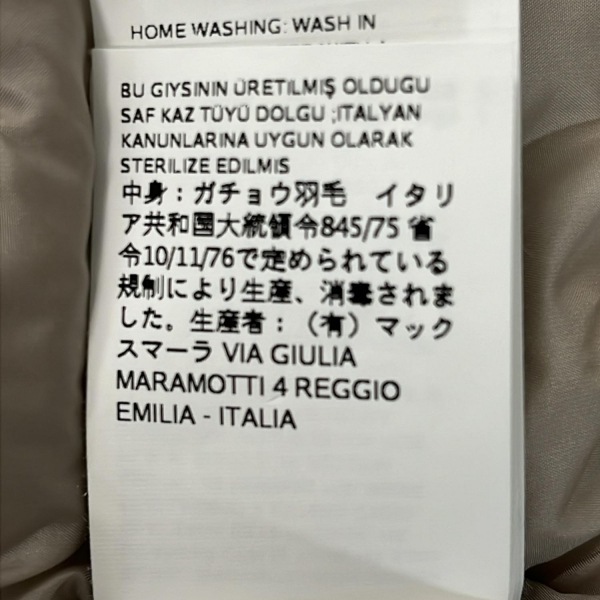 HOME WASHING: WASH IN
BU GIYSININ ÜRETILMIŞ OLDUGU
SAF KAZ TÜYÜ DOLGU ;ITALYAN
KANUNLARINA UYGUN OLARAK
STERILIZE EDILMIS
中身：ガチョウ羽毛　イタリ
ア共和国大統領令845/75 省
令10/11/76で定められている
規制により生産、消毒されま
した。生産者：（有）マック
スマーラ VIA GIULIA
MARAMOTTI 4 REGGIO
EMILIA - ITALIA